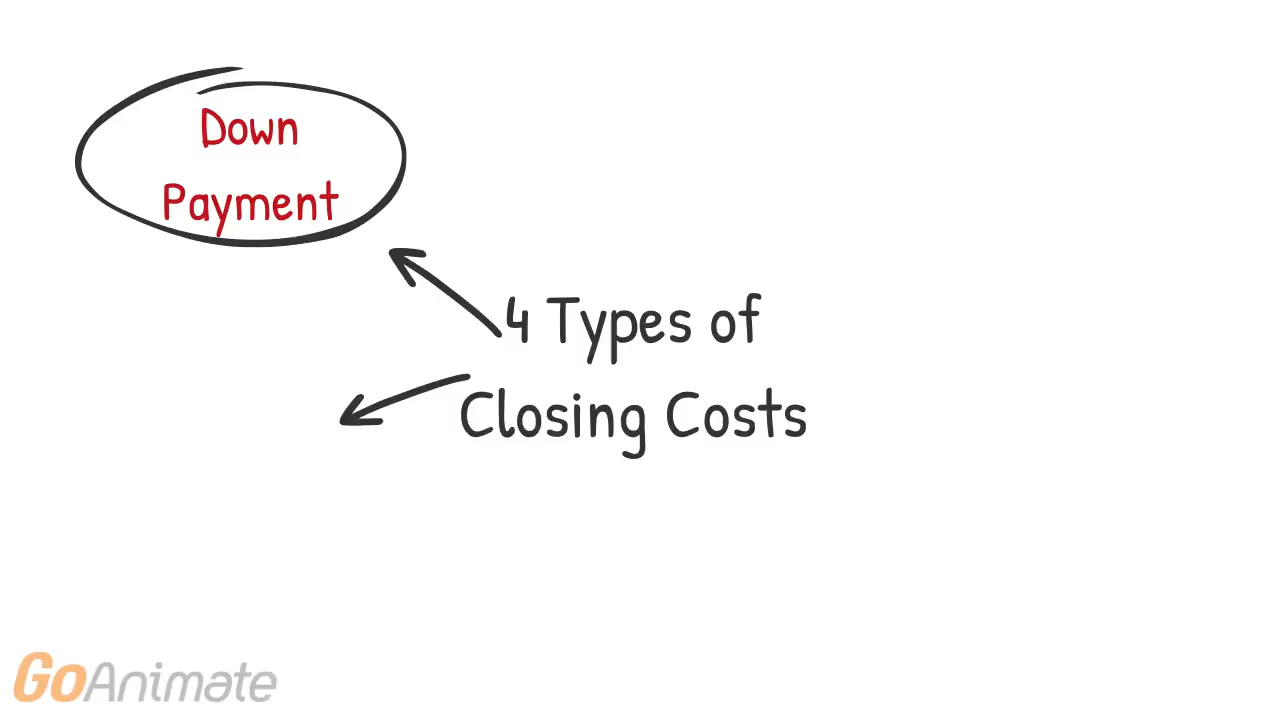 Down
Payment
4 Types of
Closing Costs
GoAnimate